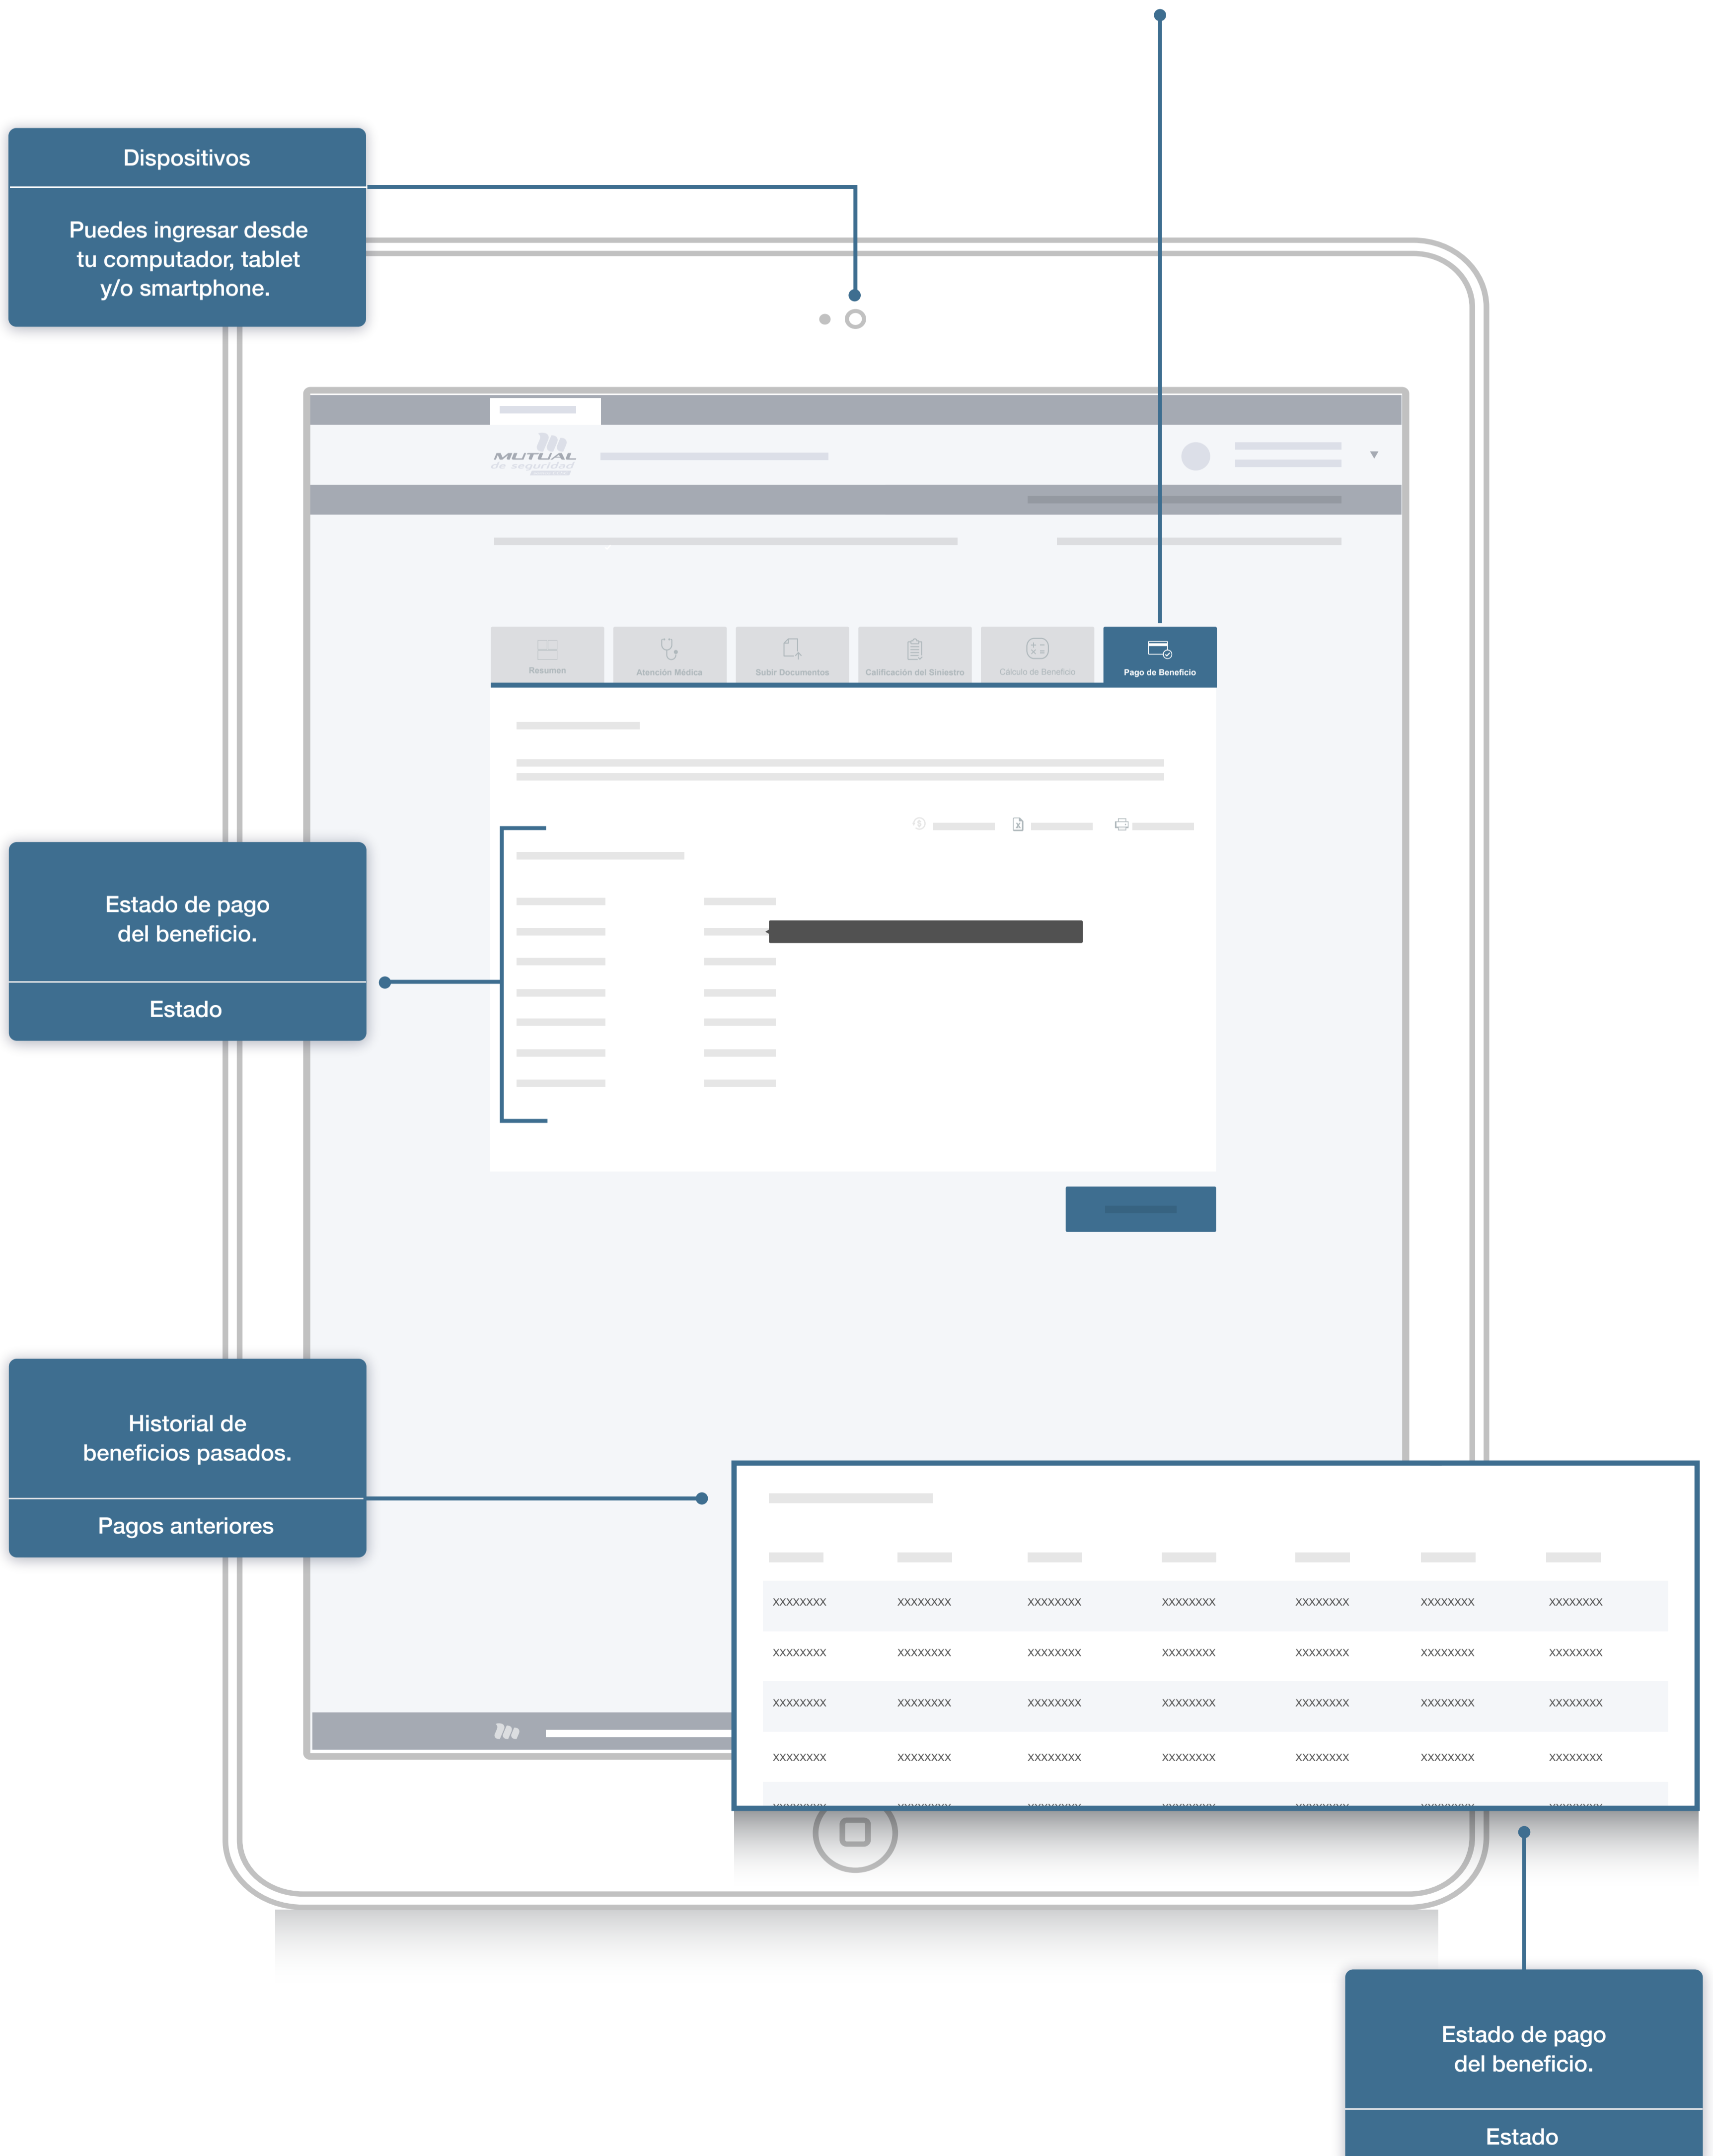 Dispositivos
Puedes ingresar desde
tu computador, tablet
y/o smartphone.
MUTUAL
de seguridad
Resumen
Atención Médica
Subir Documentos
Calificación del Siniestro
Cálculo de Beneficio
Pago de Beneficio
Estado de pago
del beneficio.
Estado
Historial de
beneficios pasados.
Pagos anteriores
XXXXXXXX XXXXXXXX XXXXXXXX XXXXXXXX XXXXXXXX XXXXXXXX XXXXXXXX
XXXXXXXX XXXXXXXX XXXXXXXX XXXXXXXX XXXXXXXX XXXXXXXX XXXXXXXX
XXXXXXXX XXXXXXXX XXXXXXXX XXXXXXXX XXXXXXXX XXXXXXXX XXXXXXXX
XXXXXXXX XXXXXXXX XXXXXXXX XXXXXXXX XXXXXXXX XXXXXXXX XXXXXXXX
Estado de pago
del beneficio.
Estado